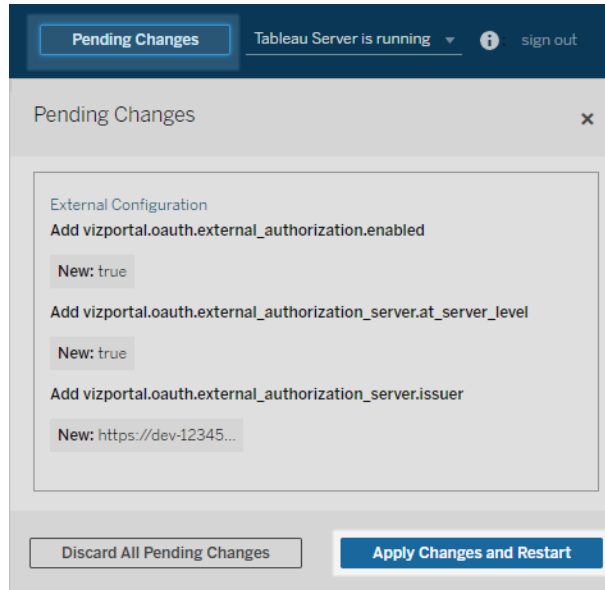 Pending Changes
Tableau Server is running
sign out
Pending Changes
External Configuration
Add vizportal.oauth.external_authorization.enabled
New: true
Add vizportal.oauth.external_authorization_server.at_server_level
New: true
Add vizportal.oauth.external_authorization_server.issuer
New: https://dev-12345...
Discard All Pending Changes
Apply Changes and Restart